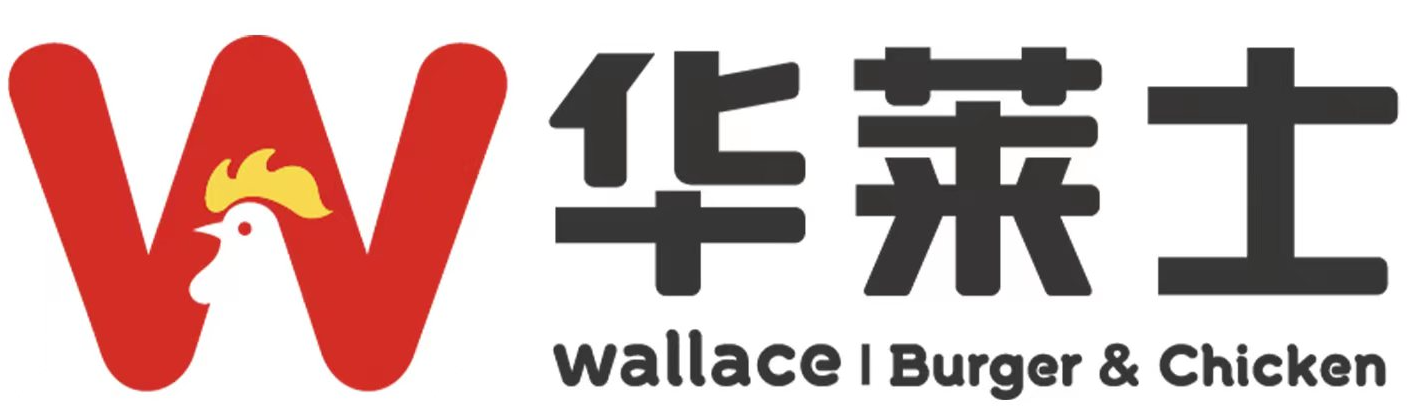 W
华莱士
wallace | Burger & Chicken